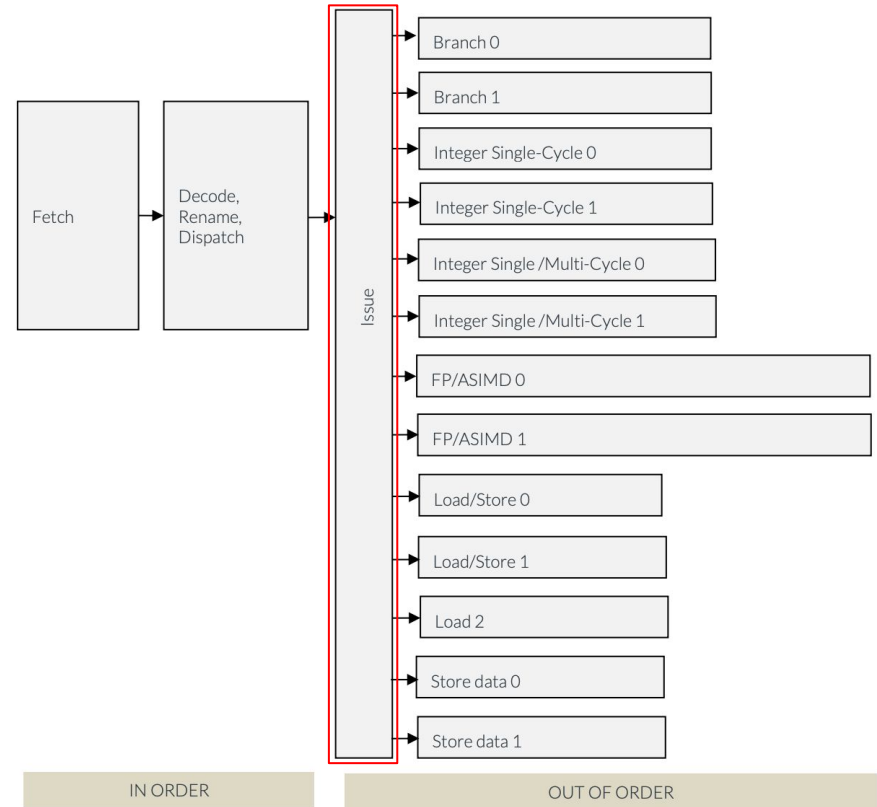 Fetch
Decode,
Rename,
Dispatch
Issue
Branch 0
Branch 1
Integer Single-Cycle 0
Integer Single-Cycle 1
Integer Single /Multi-Cycle 0
Integer Single /Multi-Cycle 1
FP/ASIMD 0
FP/ASIMD 1
Load/Store 0
Load/Store 1
Load 2
Store data 0
Store data 1
IN ORDER
OUT OF ORDER